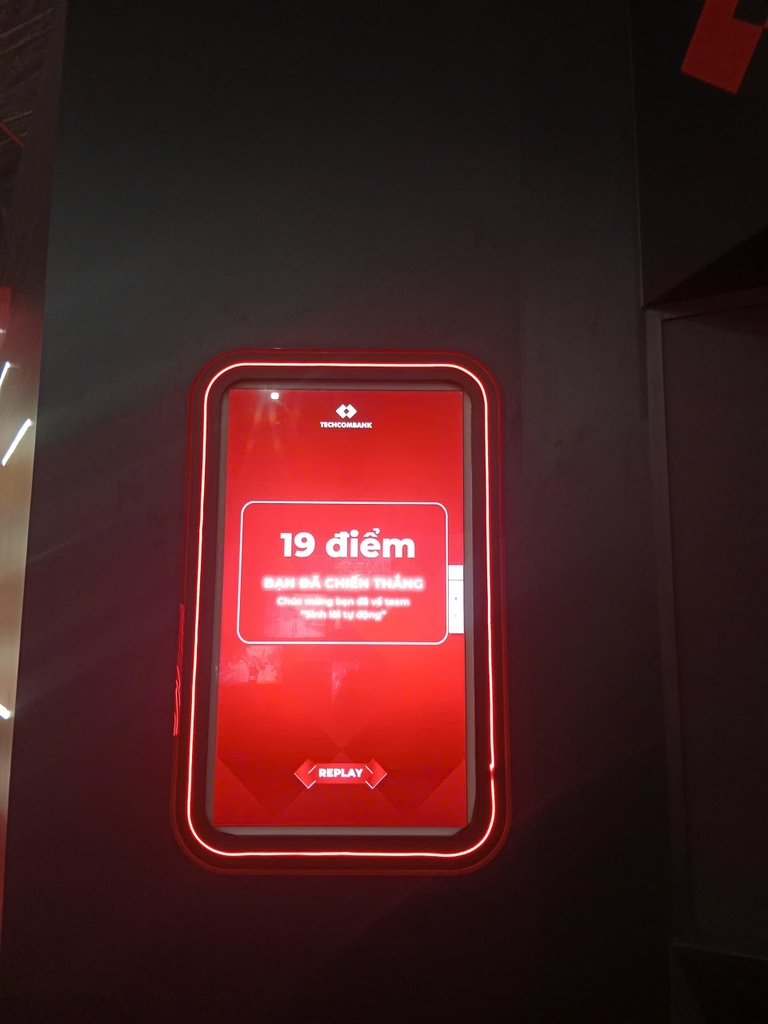 TECHCOMBANK
19 điểm
BẠN ĐÃ CHIẾN THẮNG
Chúc mừng bạn đã về team
"Sinh lời tự động"
REPLAY